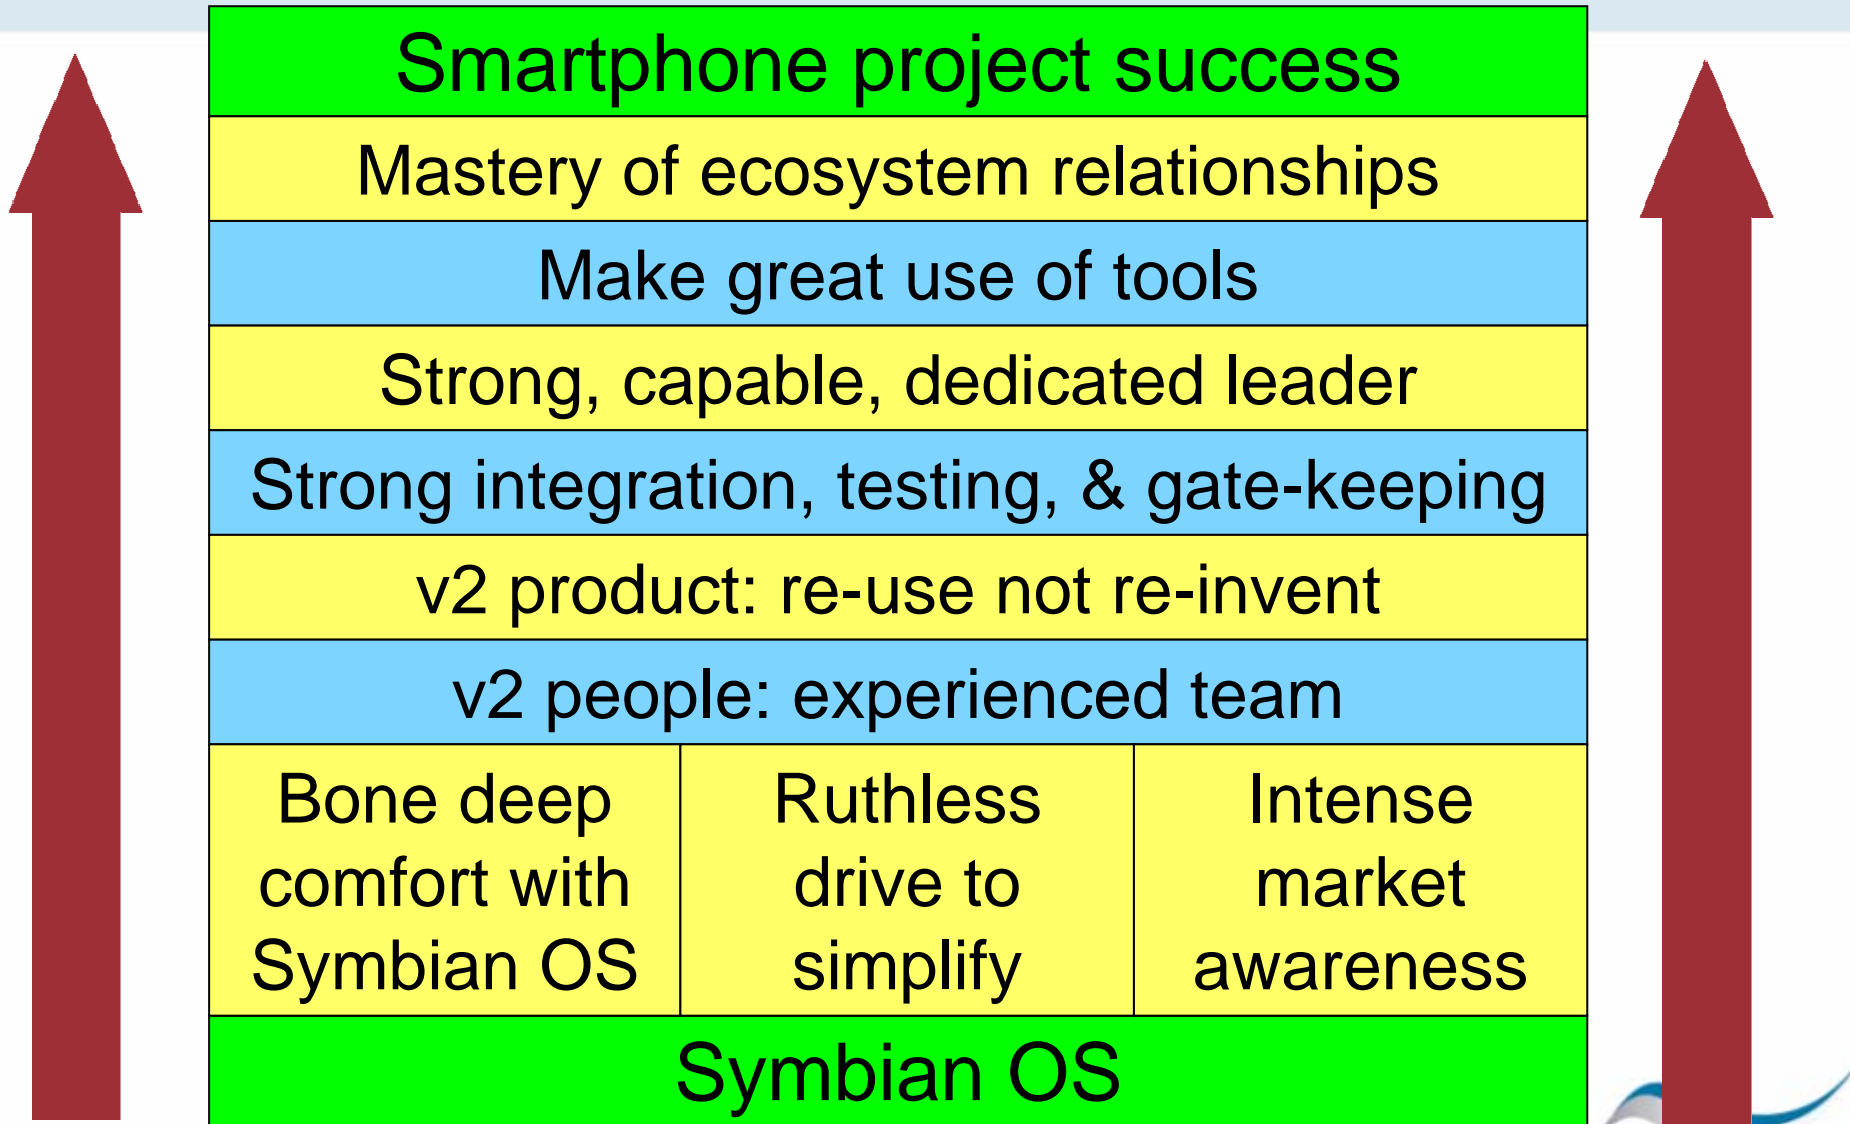 Smartphone project success
Mastery of ecosystem relationships
Make great use of tools
Strong, capable, dedicated leader
Strong integration, testing, & gate-keeping
v2 product: re-use not re-invent
v2 people: experienced team
Bone deep
comfort with
Symbian OS
Ruthless
drive to
simplify
Intense
market
awareness
Symbian OS